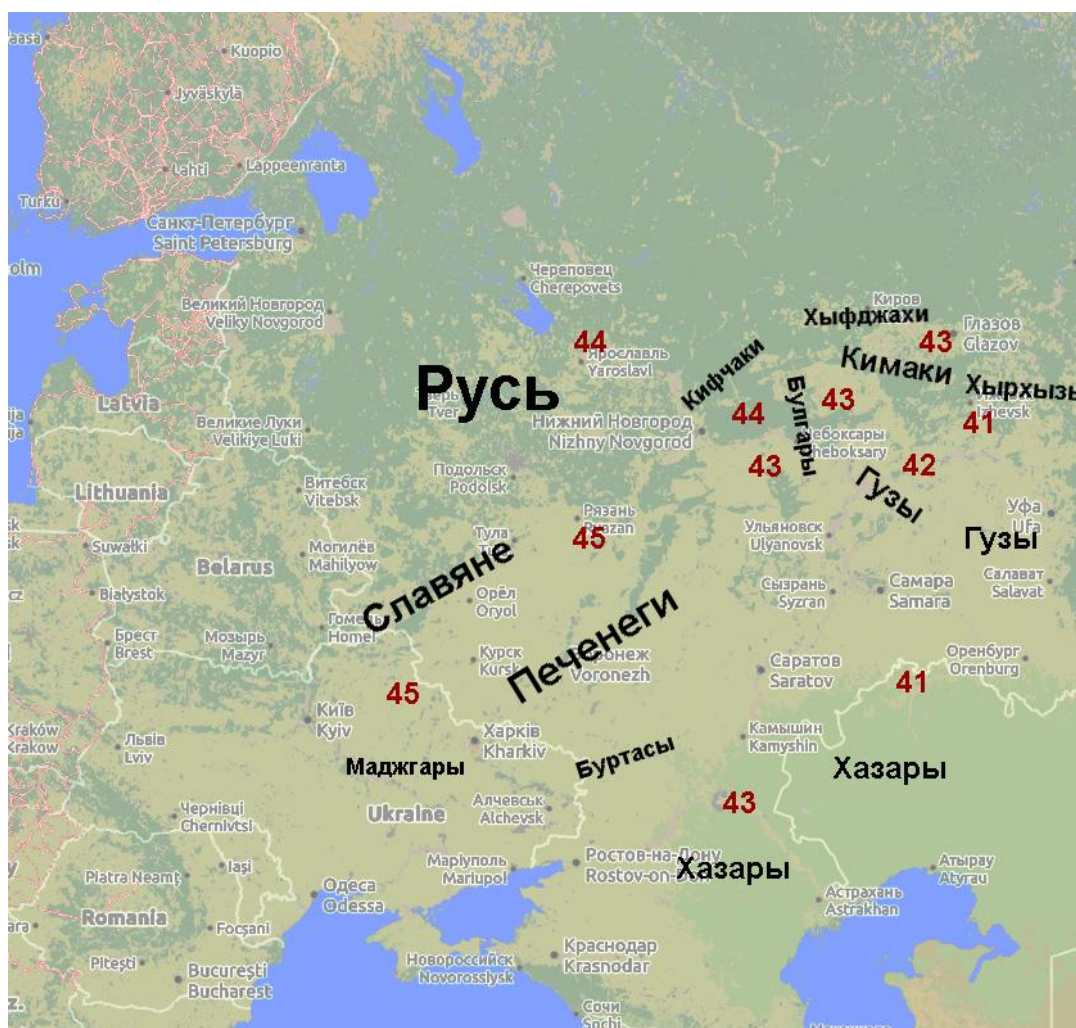 Kuopio
Jyväskylä
Lahti
Lappeenranta
Turku
Санкт-Петербург
Saint Petersburg
olm
Череповец
Cherepovets
Великий Новгород
Veliky Novgorod
Киров
Хыфджахи
Глазов
Glazov
43
44
Ярославль
Yaroslavl
Кимаки
Хырхызы
Izhevsk
Кифчаки
Русь
Tver
Булгары
43
44
41
Latvia
Великие Луки
Velikiye Luki
Нижний Новгород
Nizhny Novgorod
Чебоксары
Cheboksary
Подольск
Podolsk
43
42
Гузы
Lithuania
Витебск
Vitebsk
Рязань
Ryazan
45
Ульяновск
Ulyanovsk
Уфа
Ufa
Гузы
Тула
Suwałki
Могилёв
Mahilyow
Belarus
Славяне
Białystok
Орёл
Oryol
Сызрань
Syzran
Самара
Samara
Салават
Salavat
Гомель
Homel
Брест
Brest
Мозырь
Mazyr
Печенеги
Курск
Kursk
Воронеж
Voronezh
Саратов
Saratov
Оренбург
Orenburg
45
41
Київ
Kyiv
Kraków
Krakow
Львів
Lviv
Харків
Kharkiv
Камышин
Kamyshin
Маджгары
Буртасы
Хазары
Чернівці
Chernivtsi
Ukraine
Алчевськ
Alchevsk
43
Iași
Маріуполь
Mariupol
Ростов-на-Дону
Rostov-on-Don
Хазары
Атырау
Atyrau
Piatra Neamț
Одеса
Odessa
Астрахань
Astrakhan
Romania
Focșani
Pitești
București
Bucharest
Новороссийск
Novorossiysk
Краснодар
Krasnodar
Сочи
Sochi